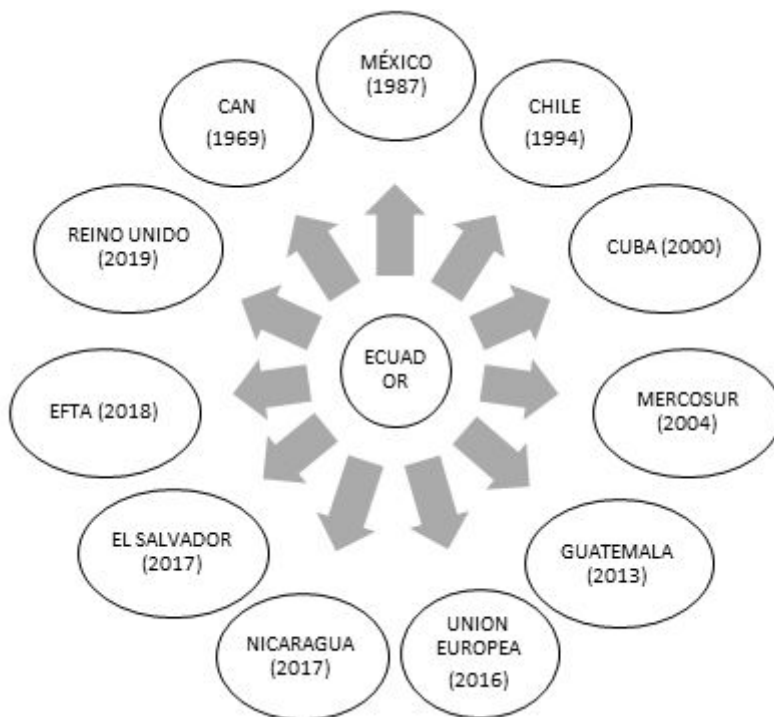 MÉXICO
(1987)
CHILE
(1994)
CUBA (2000)
MERCOSUR
(2004)
GUATEMALA
(2013)
UNION
EUROPEA
(2016)
NICARAGUA
(2017)
EL SALVADOR
(2017)
EFTA (2018)
REINO UNIDO
(2019)
CAN
(1969)
ECUAD
OR